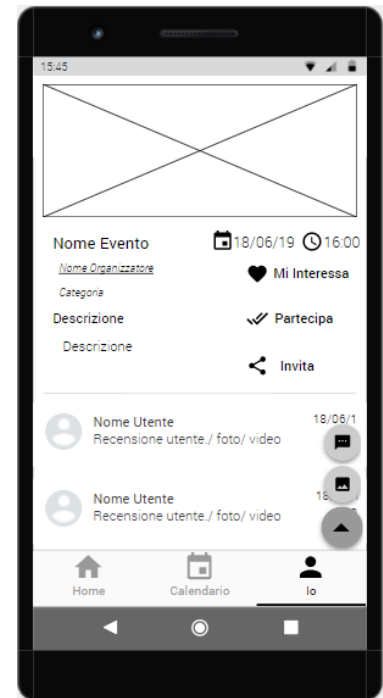 15:45
Nome Evento 18/06/19 16:00
Nome Organizzatore Mi Interessa
Categoria
Descrizione Partecipa
Descrizione
Invita
Nome Utente 18/06/1
Recensione utente./ foto/ video
Nome Utente 18
Recensione utente./ foto/ video
Home Calendario Io